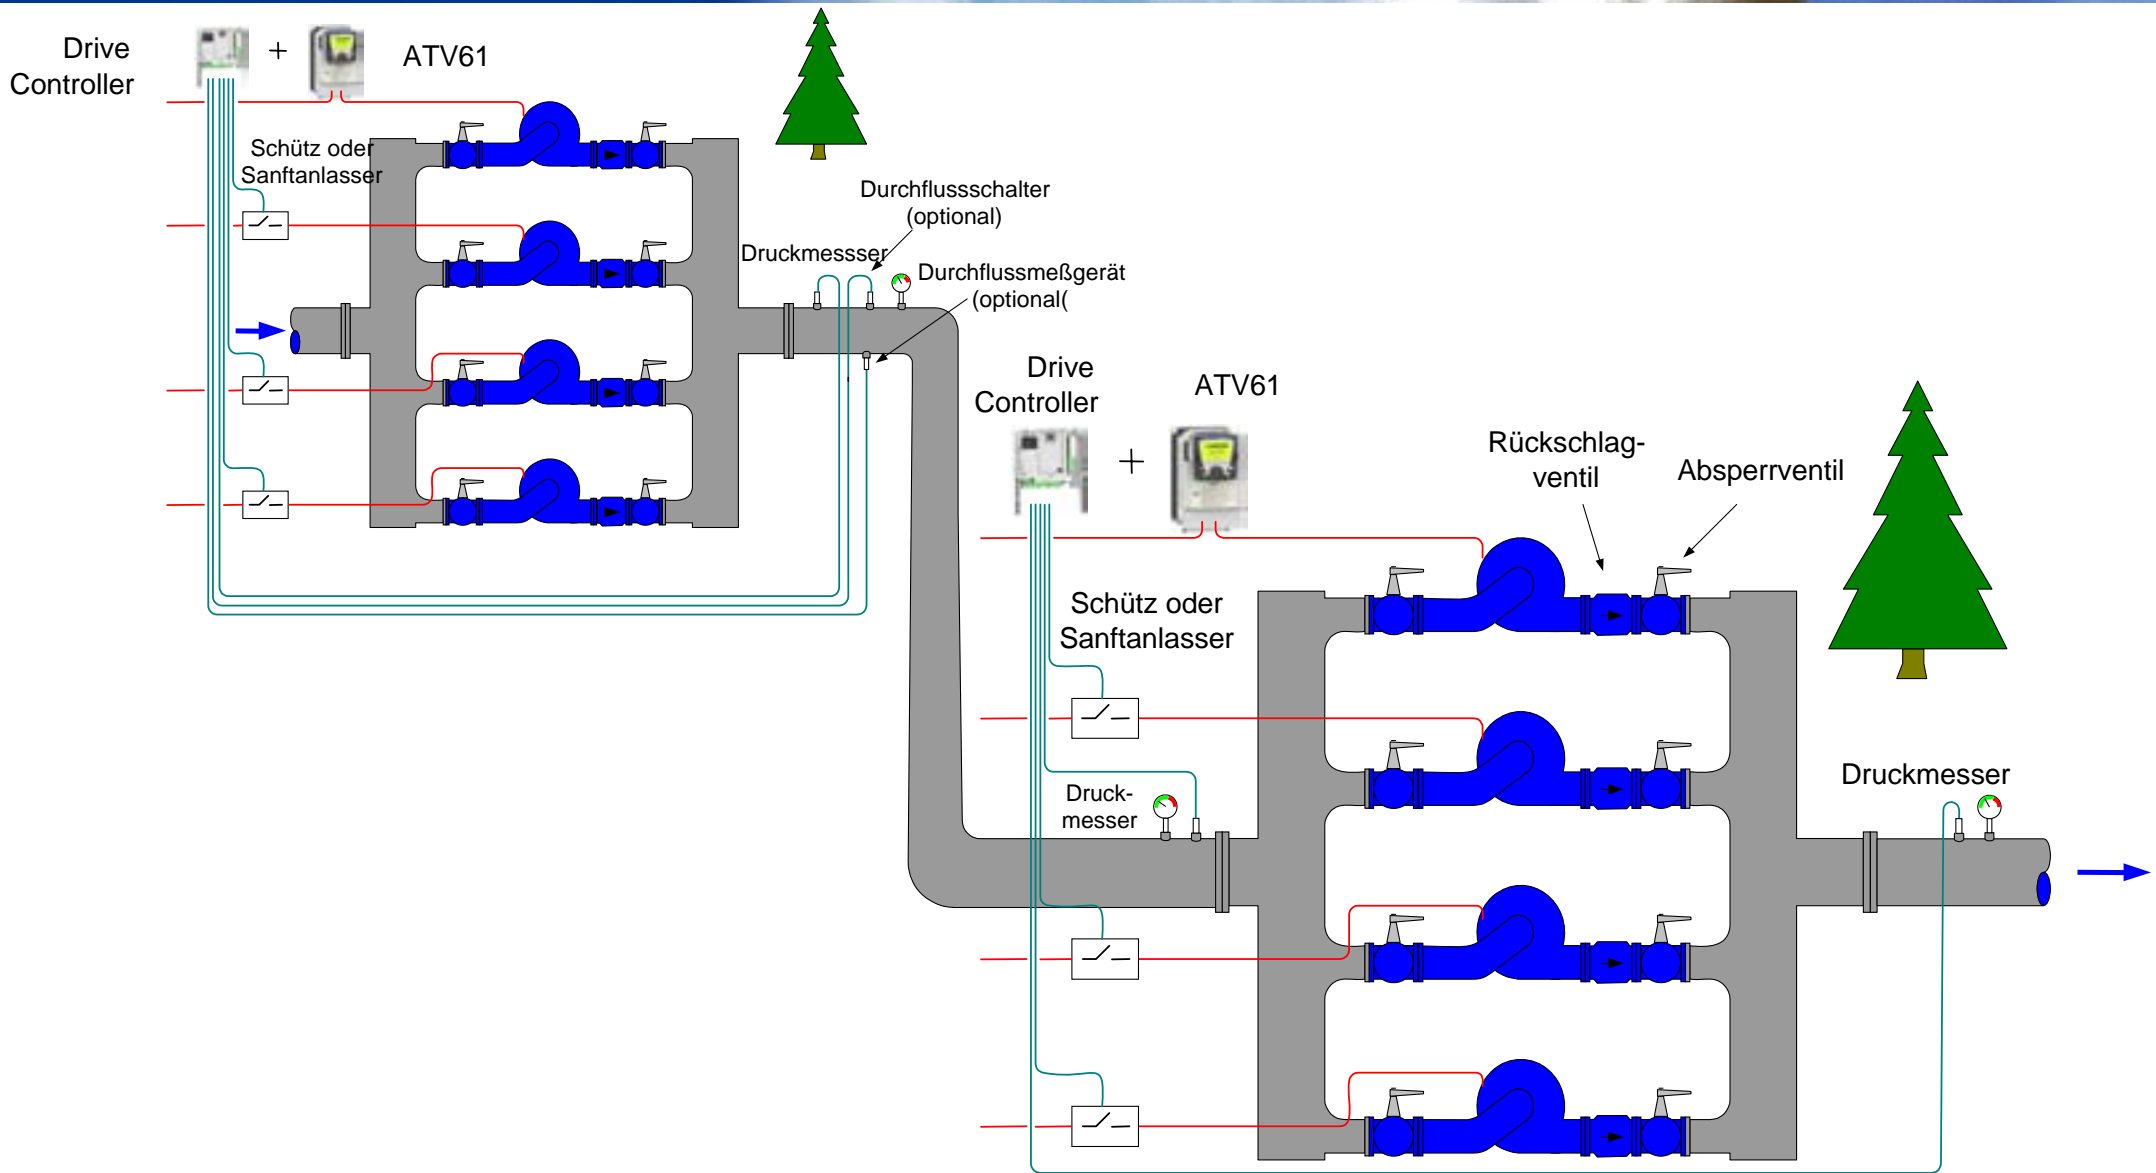 Drive
Controller
+
ATV61
Schütz oder
Sanftanlasser
Durchflussschalter
(optional)
Druckmessser
Durchflussmeßgerät
(optional(
Drive
Controller
+
ATV61
Rückschlag-
ventil
Absperrventil
Schütz oder
Sanftanlasser
Druck-
messer
Druckmesser